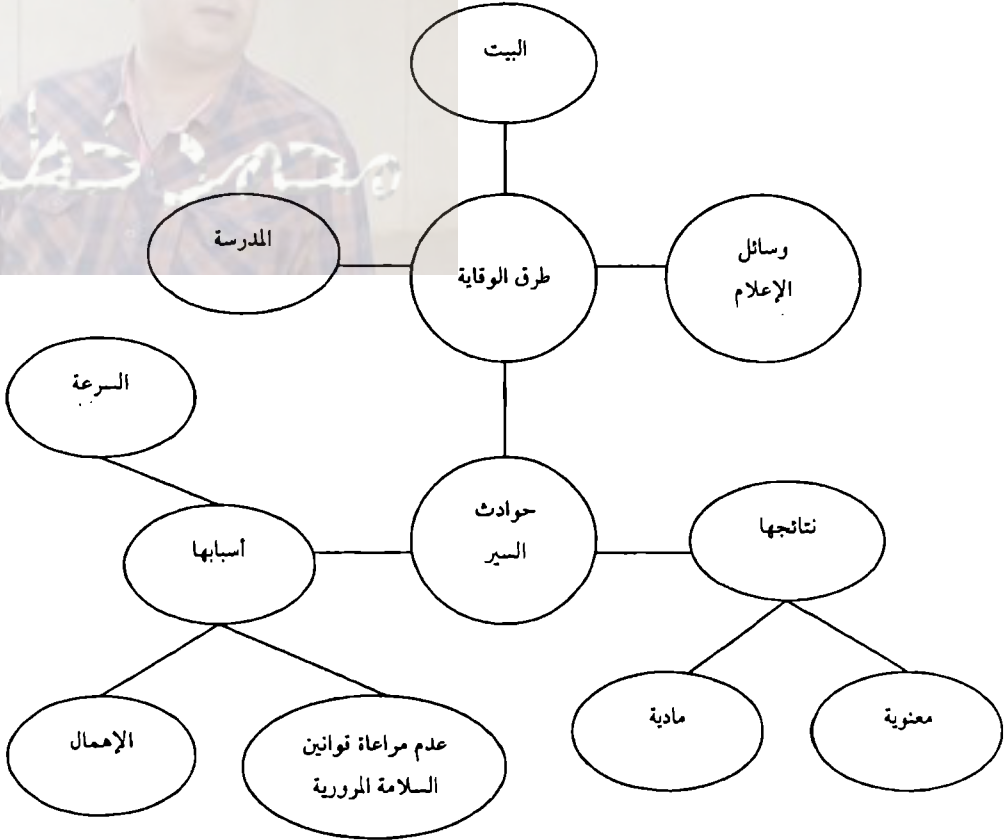 البيت
المدرسة
طرق الوقاية
وسائل
الإعلام
السرعة
أسبابها
حوادث
السير
نتائجها
الإهمال
عدم مراعاة قوانين
السلامة المرورية
مادية
معنوية